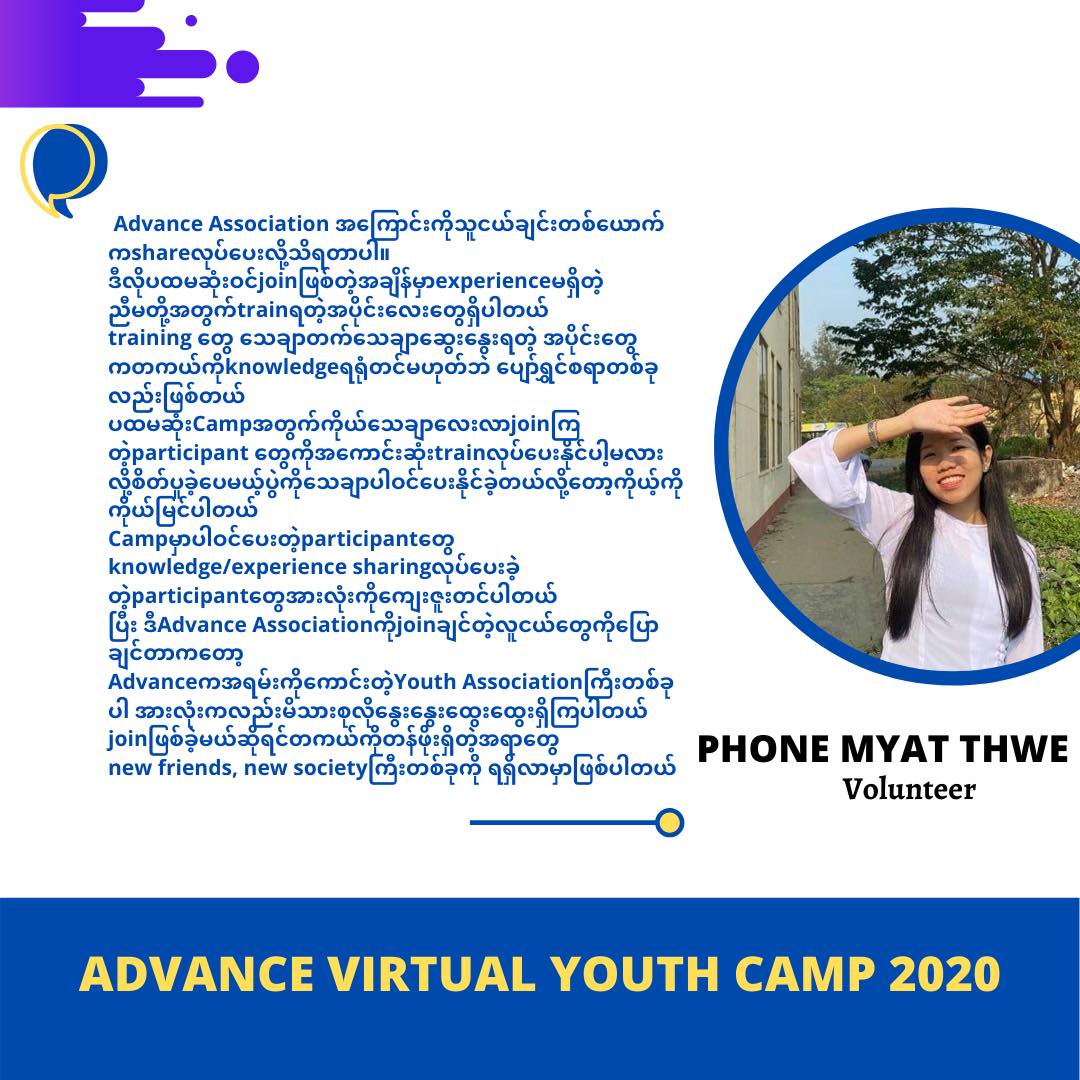 Advance Association အကြောင်းကိုသူငယ်ချင်းတစ်ယောက်
ကshareလုပ်ပေးလို့သိရတာပါ။
ဒီလိုပထမဆုံးဝင်joinဖြစ်တဲ့အချိန်မှာexperienceမရှိတဲ့
ညီမတို့အတွက်trainရတဲ့အပိုင်းလေးတွေရှိပါတယ်
training တွေ သေချာတက်သေချာဆွေးနွေးရတဲ့ အပိုင်းတွေ
ကတကယ်ကိုknowledgeရရုံတင်မဟုတ်ဘဲ ပျော်ရွှင်စရာတစ်ခု
လည်းဖြစ်တယ်
ပထမဆုံးCampအတွက်ကိုယ်သေချာလေးလာjoinကြ
တဲ့participant တွေကိုအကောင်းဆုံးtrainလုပ်ပေးနိုင်ပါ့မလား
လို့စိတ်ပူခဲ့ပေမယ့်ပွဲကိုသေချာပါဝင်ပေးနိုင်ခဲ့တယ်လို့တော့ကိုယ့်ကို
ကိုယ်မြင်ပါတယ်
Campမှာပါဝင်ပေးတဲ့participantတွေ
knowledge/experience sharingလုပ်ပေးခဲ့
တဲ့participantတွေအားလုံးကိုကျေးဇူးတင်ပါတယ်
ပြီး ဒီAdvance Associationကိုjoinချင်တဲ့လူငယ်တွေကိုပြော
ချင်တာကတော့
Advanceကအရမ်းကိုကောင်းတဲ့Youth Associationကြီးတစ်ခု
ပါ အားလုံးကလည်းမိသားစုလိုနွေးနွေးထွေးထွေးရှိကြပါတယ်
joinဖြစ်ခဲ့မယ်ဆိုရင်တကယ်ကိုတန်ဖိုးရှိတဲ့အရာတွေ
new friends, new societyကြီးတစ်ခုကို ရရှိလာမှာဖြစ်ပါတယ်
PHONE MYAT THWE
Volunteer
ADVANCE VIRTUAL YOUTH CAMP 2020